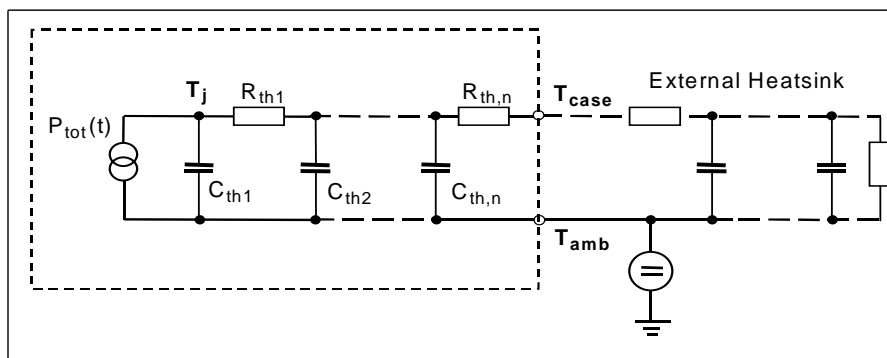 External Heatsink
Tj
Rth1
Rth,n
Tcase
Ptot(t)
Cth1
Cth2
Cth,n
Tamb